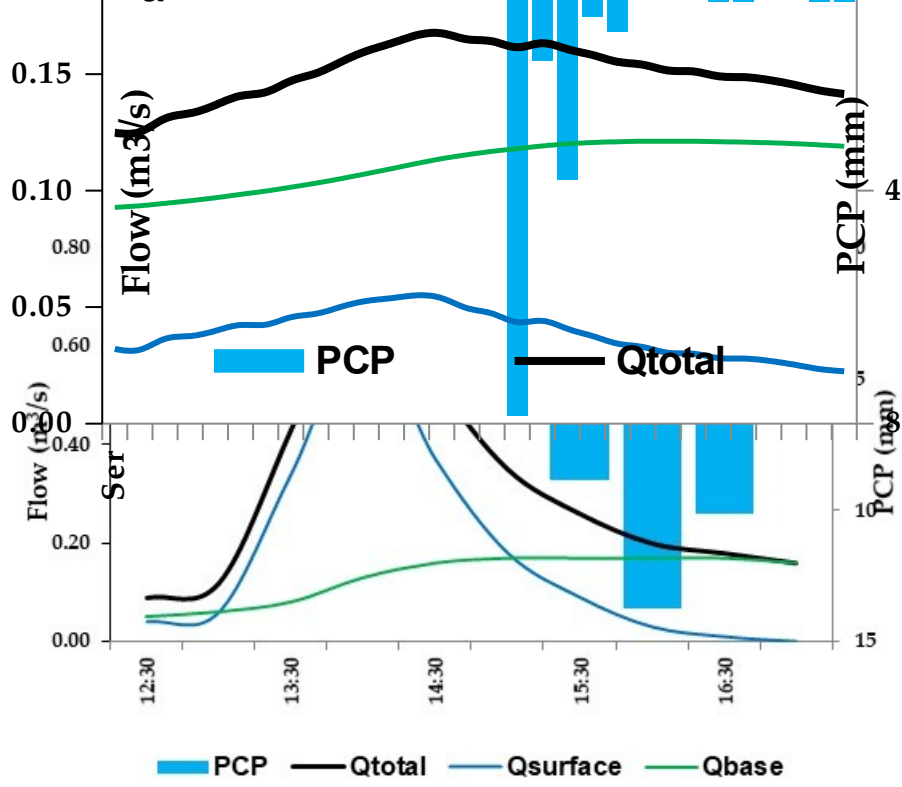 0.15
Flow (m3/s)
PCP (mm)
0.10
4
0.80
0.05
0.60
PCP
Qtotal
5
0.00
8
Flow (m³/s)
0.40
Ser
PCP (mm)
10
0.20
0.00
15
12:30
13:30
14:30
15:30
16:30
PCP
Qtotal
Qsurface
Qbase